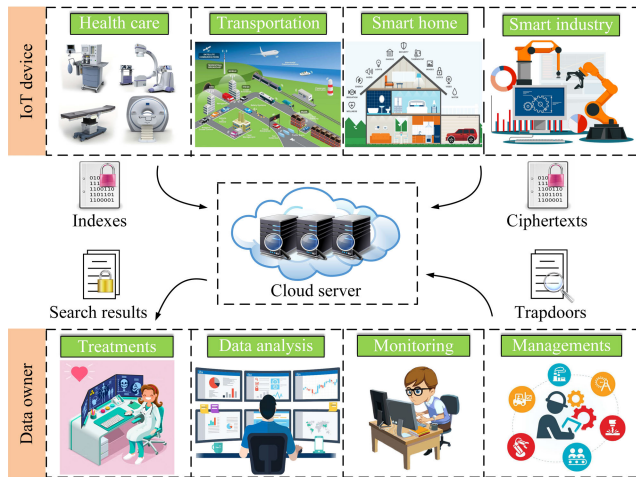 Health care
Transportation
Smart home
Smart industry
IoT device
Indexes
Ciphertexts
Cloud server
Search results
Trapdoors
Treatments
Data analysis
Monitoring
Managements
Data owner